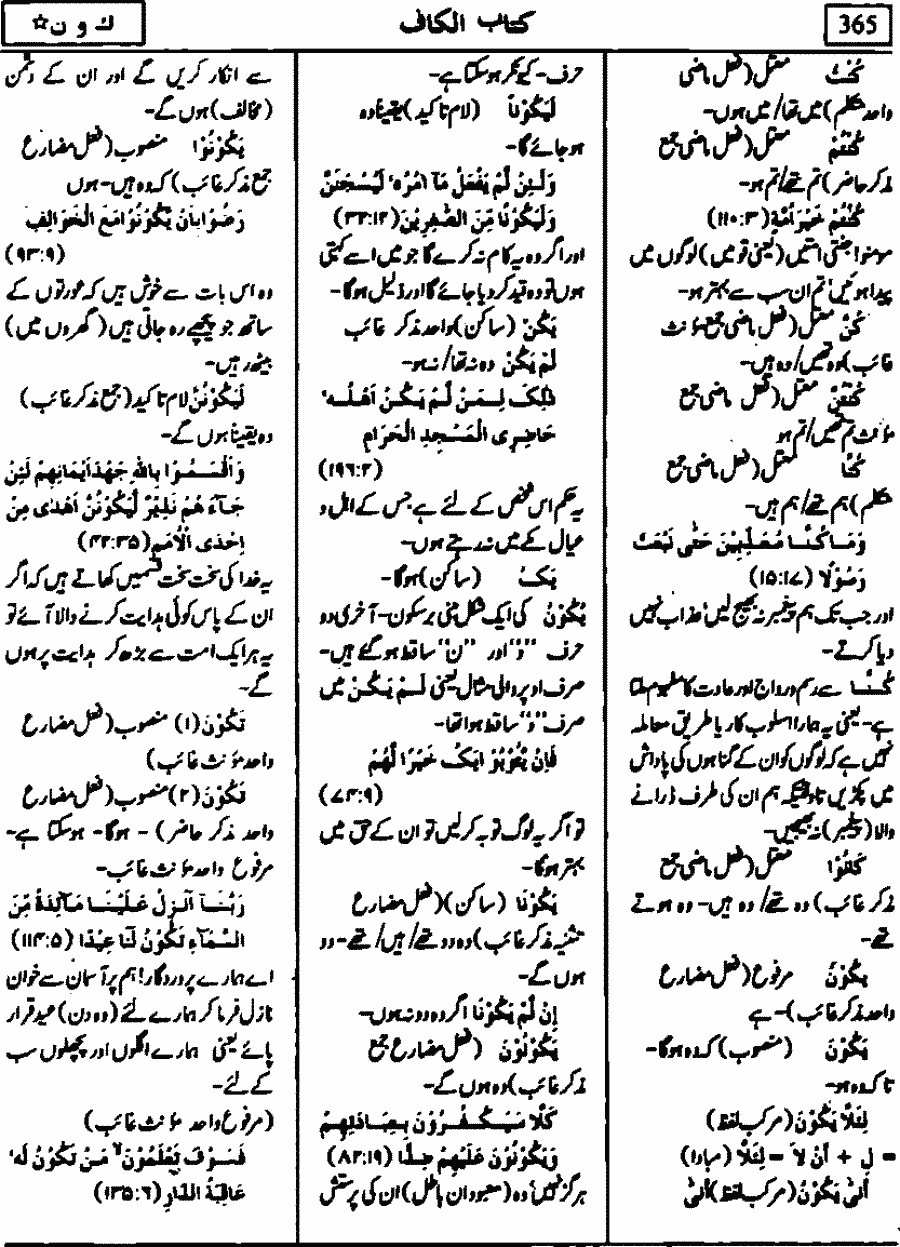 365
کتاب الکاف
ک و ن☆
کُنْتُ معتل (فعل ماضی
واحد متکلم) میں تھا/ میں ہوں۔
کُنْتُمْ معتل (فعل ماضی جمع
مذکر حاضر) تم تھے/ تم ہو۔
کُنْتُمْ خَیْرَ اُمَّۃٍ (۱۱۰:۳)
مومنو! جتنی امتیں (یعنی قومیں) لوگوں میں
پیدا ہوئیں تم ان سب سے بہتر ہو۔
کُنَّ معتل (فعل ماضی جمع مؤنث
غائب) وہ تھیں/ وہ ہیں۔
کُنْتُنَّ معتل (فعل ماضی جمع
مؤنث تم تھیں/ تم ہو
کُنَّا معتل (فعل ماضی جمع
متکلم) ہم تھے/ ہم ہیں۔
وَمَا کُنَّا مُعَذِّبِیْنَ حَتّٰی نَبْعَثَ
رَسُوْلًا (۱۵:۱۷)
اور جب تک ہم پیغمبر نہ بھیج لیں عذاب نہیں
دیا کرتے۔
کُنَّا سے رسم و رواج اور عادت کا مفہوم ملتا
ہے۔ یعنی یہ ہمارا اسلوب کار یا طریق معاملہ
نہیں ہے کہ لوگوں کو ان کے گناہوں کی پاداش
میں پکڑیں تاوقتیکہ ہم ان کی طرف ڈرانے
والا (پیغمبر) نہ بھیجیں۔
کَانُوْا معتل (فعل ماضی جمع
مذکر غائب) وہ تھے/ وہ ہیں۔ وہ ہوتے
تھے۔
یَکُوْنُ مرفوع (فعل مضارع
واحد مذکر غائب)۔ ہے
یَکُوْنَ (منصوب) کہ وہ ہوگا۔
تاکہ وہ ہو۔
لِئَلَّا یَکُوْنَ (مرکب لفظ)
= لِ + اَنْ لَا = لِئَلَّا (مبادا)
اَنّٰی یَکُوْنُ (مرکب لفظ) اَنّٰی
حرف۔ کیونکر ہوسکتا ہے۔
لَیَکُوْنًا (لام تاکید) یقیناً وہ
ہو جائے گا۔
وَلَئِنْ لَّمْ یَفْعَلْ مَآ اٰمُرُہٗ لَیُسْجَنَنَّ
وَلَیَکُوْنًا مِّنَ الصّٰغِرِیْنَ (۳۲:۱۲)
اور اگر وہ یہ کام نہ کرے گا جو میں اسے کہتی
ہوں تو وہ قید کردیا جائے گا اور ذلیل ہوگا۔
یَکُنْ (ساکن) واحد مذکر غائب
لَمْ یَکُنْ وہ نہ تھا/ نہ ہو۔
ذٰلِکَ لِمَنْ لَّمْ یَکُنْ اَھْلُہٗ
حَاضِرِی الْمَسْجِدِ الْحَرَامِ
(۱۹۶:۲)
یہ حکم اس شخص کے لئے ہے جس کے اہل و
عیال مکے میں نہ رہتے ہوں۔
یَکُ (ساکن) ہوگا۔
یَکُوْنُ کی ایک شکل مبنی بر سکون۔ آخری دو
حرف "وْ" اور "ن" ساقط ہوگئے ہیں۔
صرف اوپر والی مثال یعنی لَمْ یَکُنْ میں
صرف "وْ" ساقط ہوا تھا۔
فَاِنْ یَّتُوْبُوْا یَکُ خَیْرًا لَّھُمْ
(۷۴:۹)
تو اگر یہ لوگ توبہ کرلیں تو ان کے حق میں
بہتر ہوگا۔
یَکُوْنَا (ساکن) (فعل مضارع
تثنیہ مذکر غائب) وہ دو تھے/ ہیں/ تھے۔ دو
ہوں گے۔
اِنْ لَّمْ یَکُوْنَا اگر وہ دو نہ ہوں۔
یَکُوْنُوْنَ (فعل مضارع جمع
مذکر غائب) وہ ہوں گے۔
کَلَّا سَیَکْفُرُوْنَ بِعِبَادَتِھِمْ
وَیَکُوْنُوْنَ عَلَیْھِمْ ضِدًّا (۸۲:۱۹)
ہرگز نہیں! وہ (معبودان باطل) ان کی پرستش
سے انکار کریں گے اور ان کے دشمن
(مخالف) ہوں گے۔
یَکُوْنُوْا منصوب (فعل مضارع
جمع مذکر غائب) کہ وہ ہیں۔ ہوں
رَضُوْا بِاَنْ یَّکُوْنُوْا مَعَ الْخَوَالِفِ
(۹۳:۹)
وہ اس بات سے خوش ہیں کہ عورتوں کے
ساتھ جو پیچھے رہ جاتی ہیں (گھروں میں)
بیٹھ رہیں۔
لَیَکُوْنُنَّ لام تاکید (جمع مذکر غائب)
وہ یقیناً ہوں گے۔
وَاَقْسَمُوْا بِاللّٰہِ جَھْدَ اَیْمَانِھِمْ لَئِنْ
جَآءَ ھُمْ نَذِیْرٌ لَّیَکُوْنُنَّ اَھْدٰی مِنْ
اِحْدَی الْاُمَمِ (۴۲:۳۵)
یہ خدا کی سخت سخت قسمیں کھاتے ہیں کہ اگر
ان کے پاس کوئی ہدایت کرنے والا آئے تو
یہ ہر ایک امت سے بڑھ کر ہدایت پر ہوں
گے۔
تَکُوْنَ (۱) منصوب (فعل مضارع
واحد مؤنث غائب)
تَکُوْنَ (۲) منصوب (فعل مضارع
واحد مذکر حاضر) ۔ ہوگا۔ ہوسکتا ہے۔
مرفوع واحد مؤنث غائب۔
رَبَّنَآ اَنْزِلْ عَلَیْنَا مَآئِدَۃً مِّنَ
السَّمَآءِ تَکُوْنُ لَنَا عِیْدًا (۱۱۴:۵)
اے ہمارے پروردگار! ہم پر آسمان سے خوان
نازل فرما کر ہمارے لئے (وہ دن) عید قرار
پائے یعنی ہمارے اگلوں اور پچھلوں سب
کے لئے۔
(مرفوع واحد مؤنث غائب)
فَسَوْفَ تَعْلَمُوْنَ مَنْ تَکُوْنُ لَہٗ
عَاقِبَۃُ الدَّارِ (۱۳۵:۶)